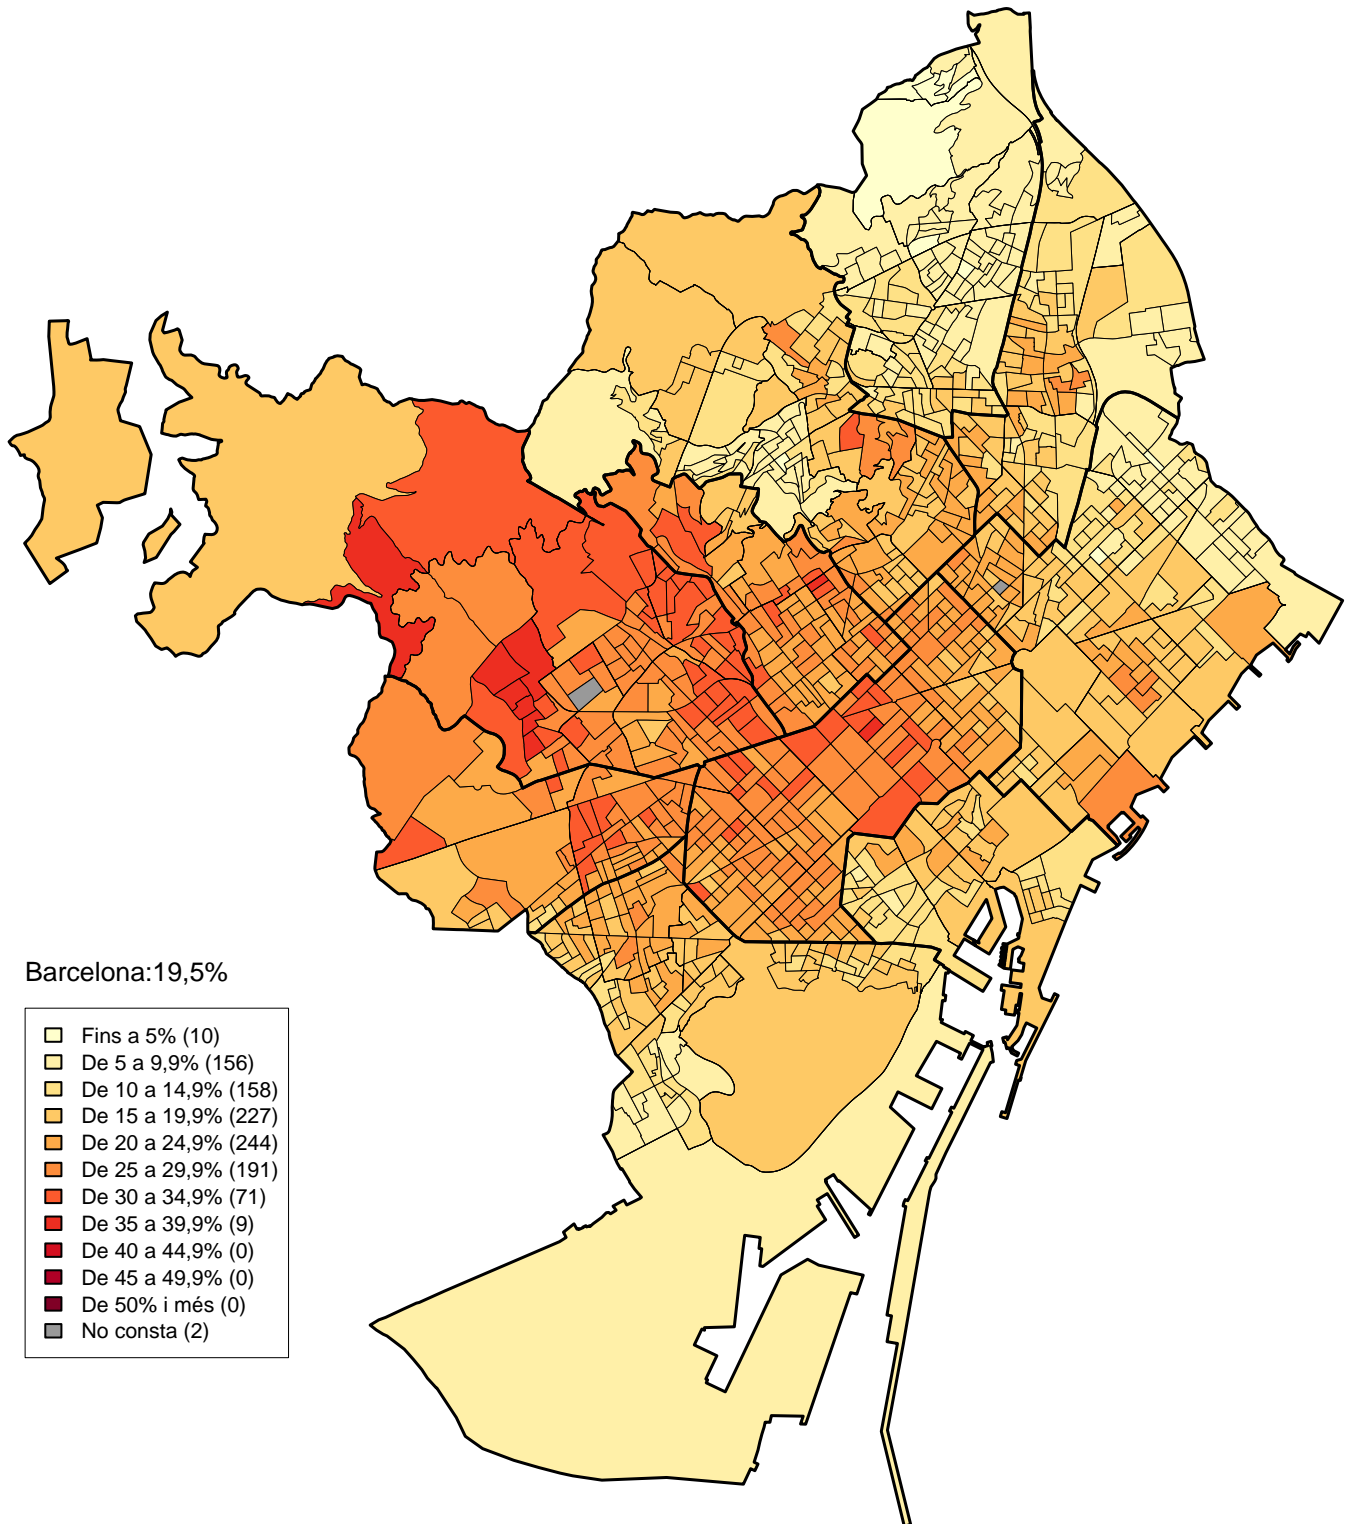 Barcelona:19,5%
Fins a 5% (10)
De 5 a 9,9% (156)
De 10 a 14,9% (158)
De 15 a 19,9% (227)
De 20 a 24,9% (244)
De 25 a 29,9% (191)
De 30 a 34,9% (71)
De 35 a 39,9% (9)
De 40 a 44,9% (0)
De 45 a 49,9% (0)
De 50% i més (0)
No consta (2)